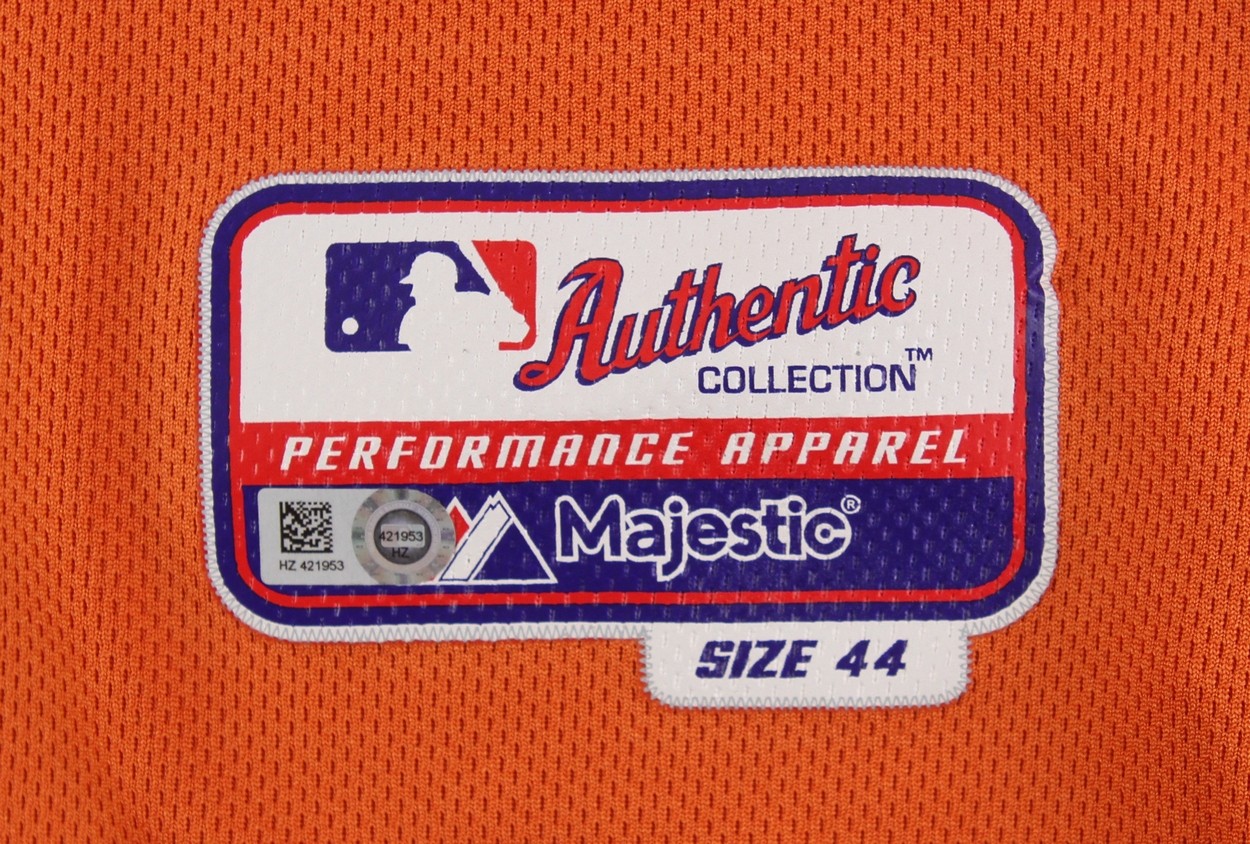 Authentic
COLLECTION™
PERFORMANCE APPAREL
Majestic®
421953
HZ
HZ 421953
SIZE 44